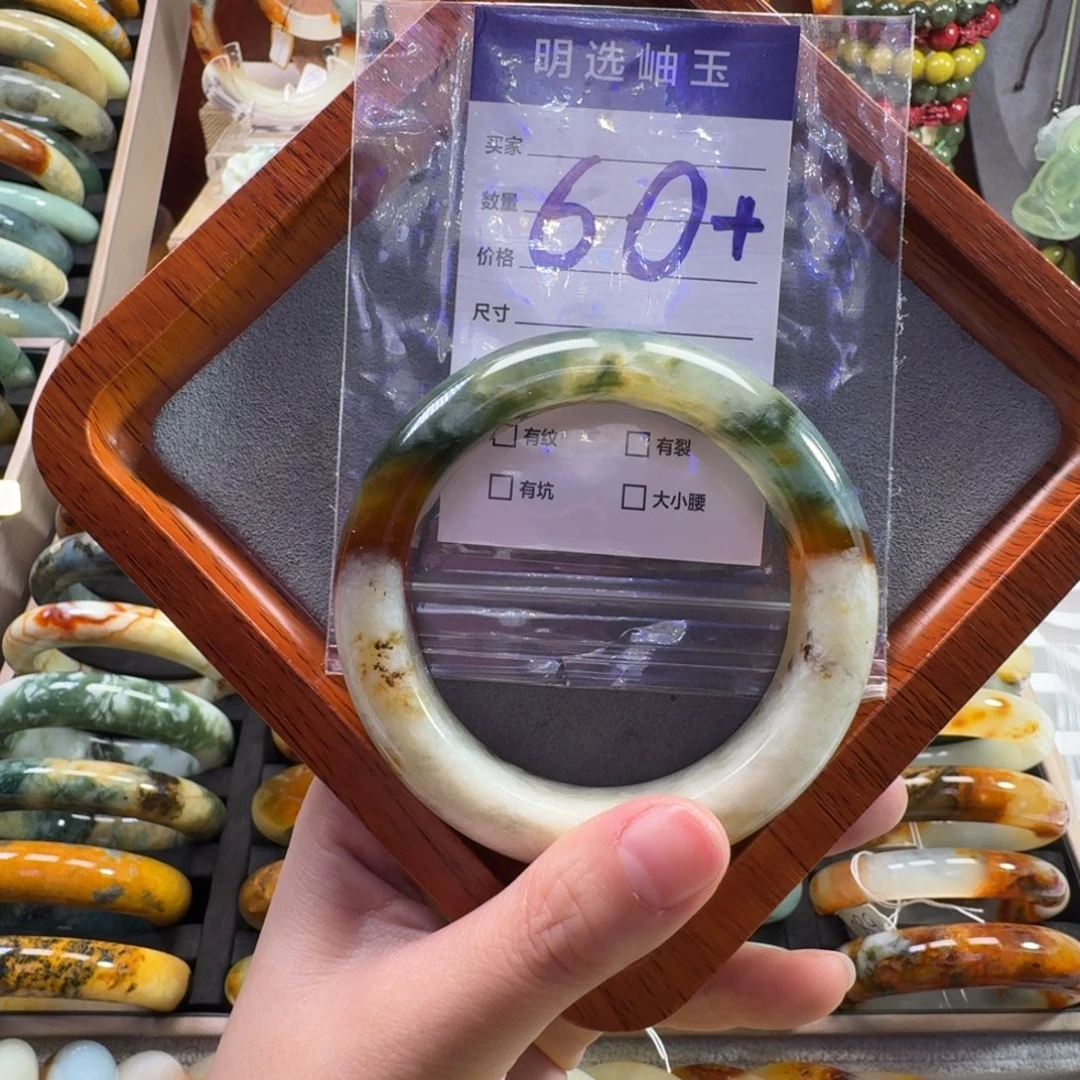 明选岫玉
买家
数量
60+
价格
尺寸
有纹 有裂
有坑 大小腰